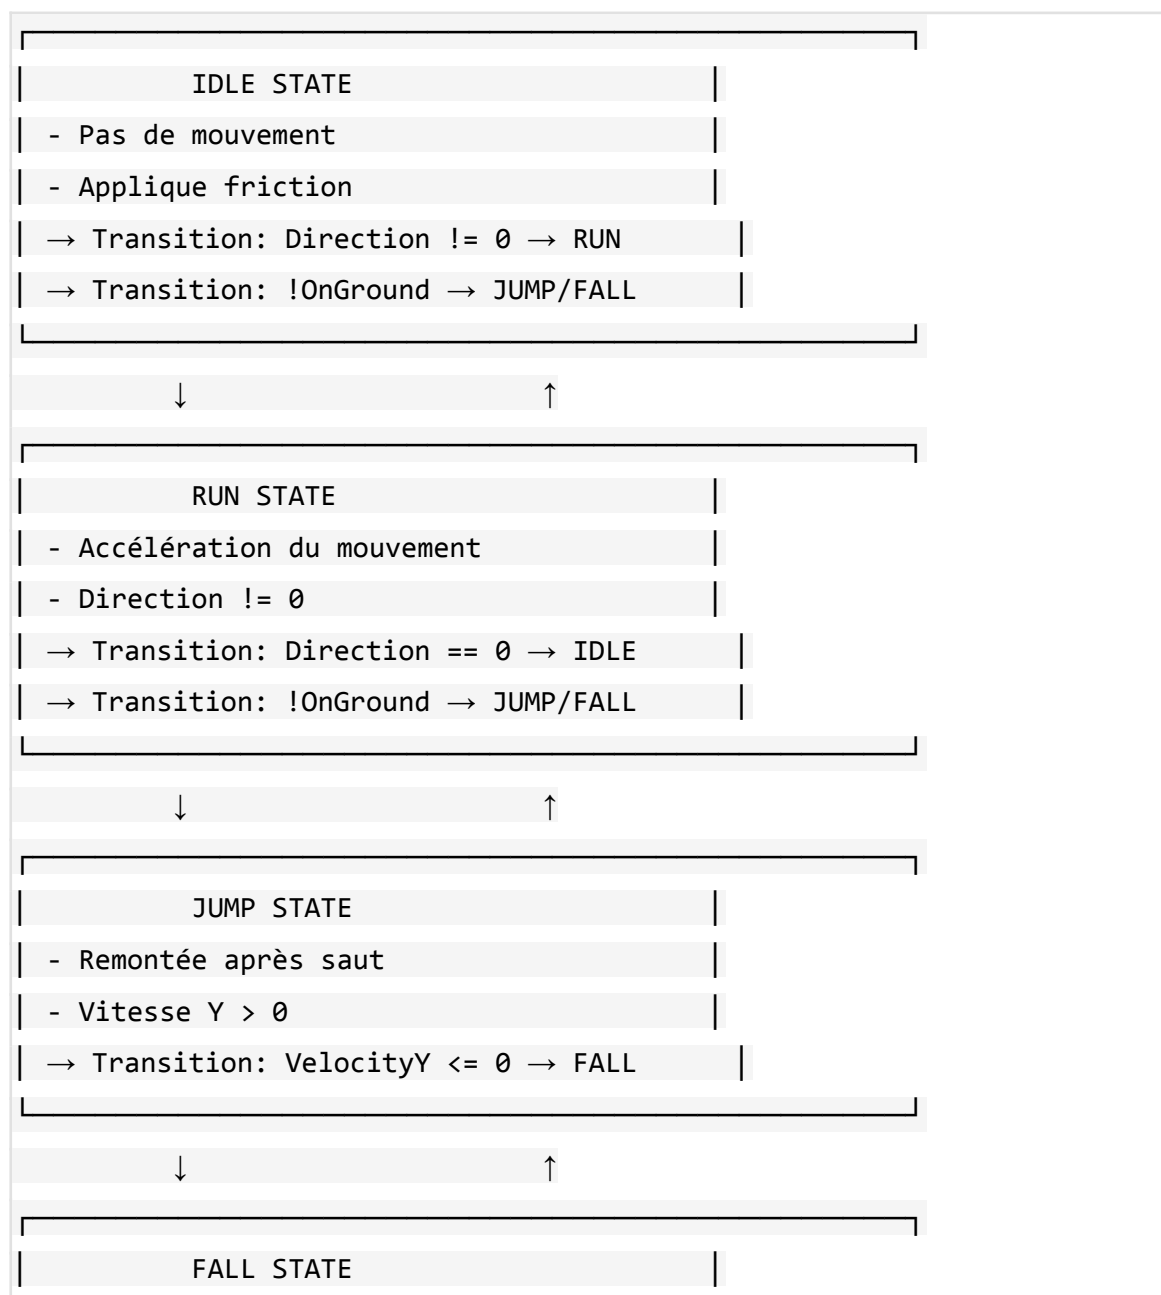 ┌─────────────────────────────────────────────────────────┐
│          IDLE STATE                       │
│ - Pas de mouvement                        │
│ - Applique friction                       │
│ → Transition: Direction != 0 → RUN       │
│ → Transition: !OnGround → JUMP/FALL      │
└─────────────────────────────────────────────────────────┘
↓                      ↑
┌─────────────────────────────────────────────────────────┐
│          RUN STATE                        │
│ - Accélération du mouvement               │
│ - Direction != 0                          │
│ → Transition: Direction == 0 → IDLE      │
│ → Transition: !OnGround → JUMP/FALL      │
└─────────────────────────────────────────────────────────┘
↓                      ↑
┌─────────────────────────────────────────────────────────┐
│          JUMP STATE                       │
│ - Remontée après saut                     │
│ - Vitesse Y > 0                           │
│ → Transition: VelocityY <= 0 → FALL      │
└─────────────────────────────────────────────────────────┘
↓                      ↑
┌─────────────────────────────────────────────────────────┐
│          FALL STATE                       │